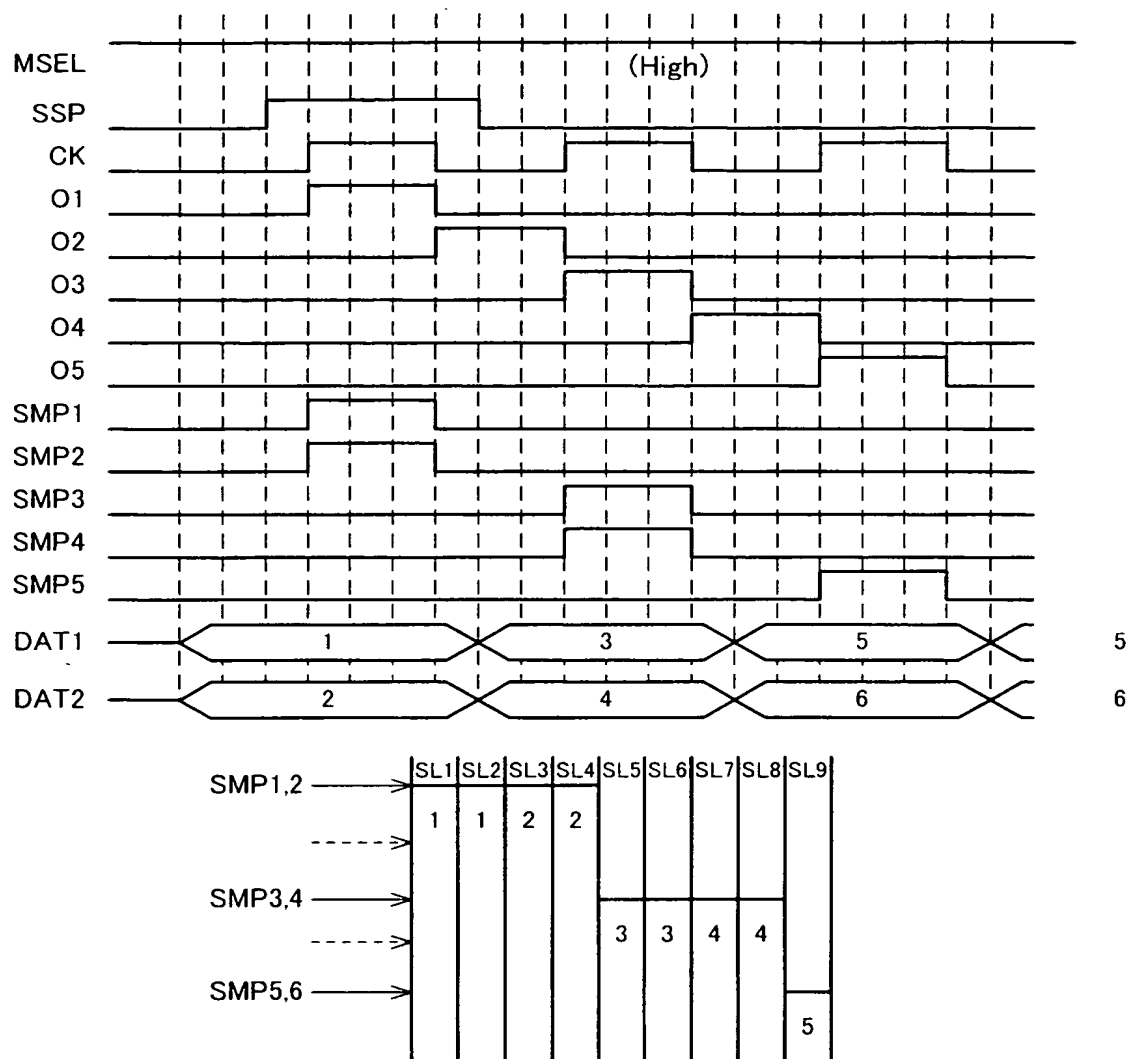 MSEL (High)
SSP
CK
O1
O2
O3
O4
O5
SMP1
SMP2
SMP3
SMP4
SMP5
DAT1 1 3 5 5
DAT2 2 4 6 6
SL1 SL2 SL3 SL4 SL5 SL6 SL7 SL8 SL9
SMP1,2
1 1 2 2
SMP3,4
3 3 4 4
SMP5,6
5